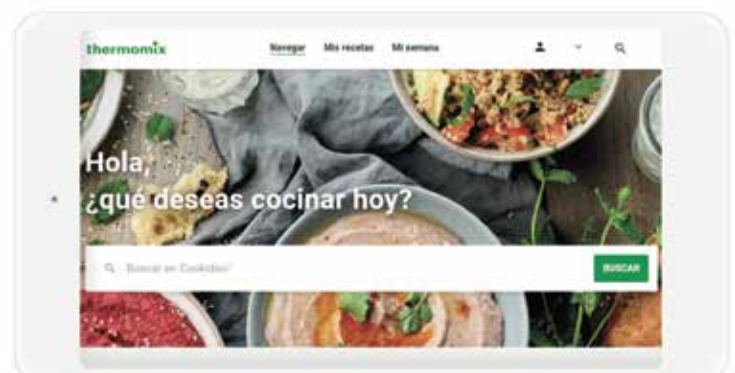 thermomix
Navegar Mis recetas Mi semana
Hola,
¿qué deseas cocinar hoy?
Buscar en Cookidoo®
BUSCAR